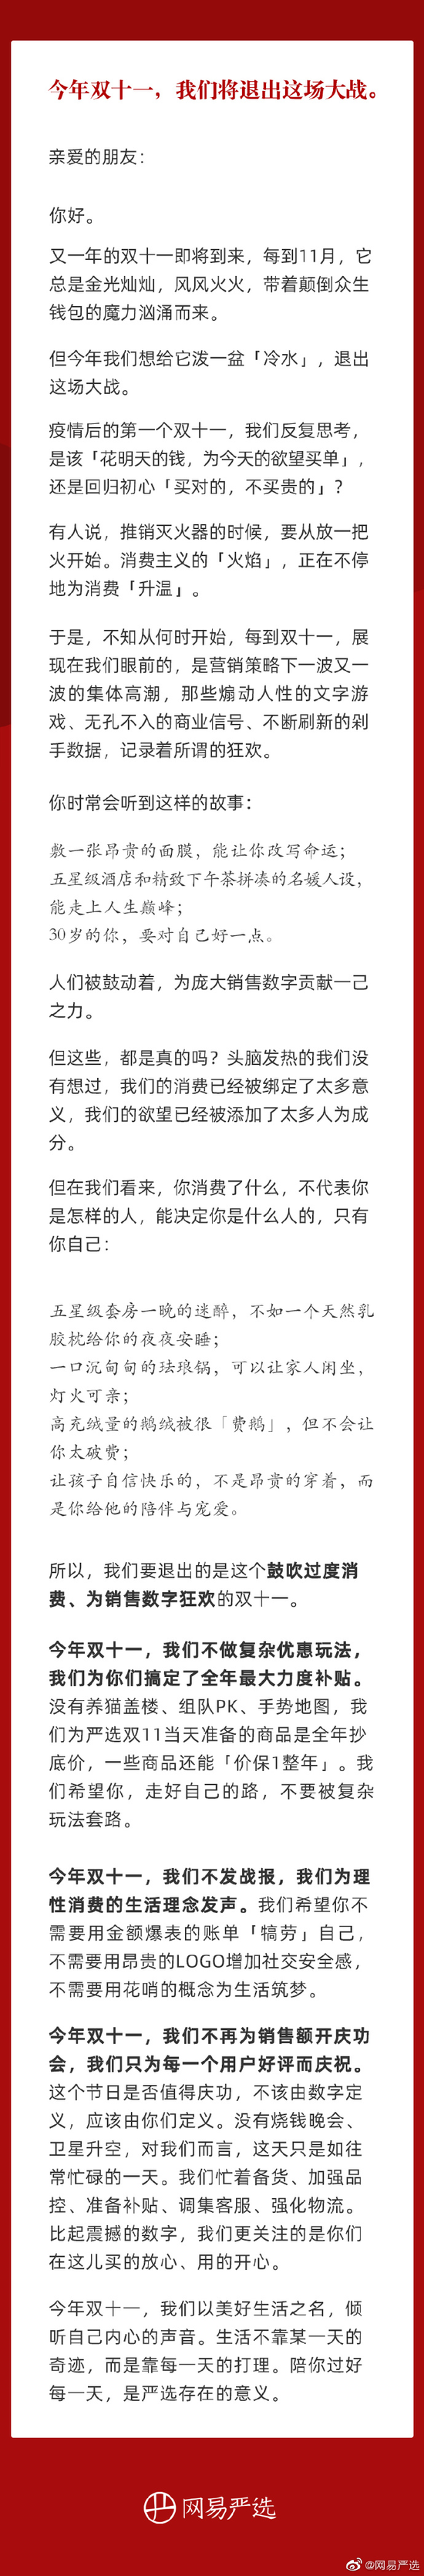 今年双十一，我们将退出这场大战。
亲爱的朋友：
你好。
又一年的双十一即将到来，每到11月，它
总是金光灿灿，风风火火，带着颠倒众生
钱包的魔力汹涌而来。
但今年我们想给它泼一盆「冷水」，退出
这场大战。
疫情后的第一个双十一，我们反复思考，
是该「花明天的钱，为今天的欲望买单」，
还是回归初心「买对的，不买贵的」？
有人说，推销灭火器的时候，要从放一把
火开始。消费主义的「火焰」，正在不停
地为消费「升温」。
于是，不知从何时开始，每到双十一，展
现在我们眼前的，是营销策略下一波又一
波的集体高潮，那些煽动人性的文字游
戏、无孔不入的商业信号、不断刷新的剁
手数据，记录着所谓的狂欢。
你时常会听到这样的故事：
敷一张昂贵的面膜，能让你改写命运；
五星级酒店和精致下午茶拼凑的名媛人设，
能走上人生巅峰；
30岁的你，要对自己好一点。
人们被鼓动着，为庞大销售数字贡献一己
之力。
但这些，都是真的吗？头脑发热的我们没
有想过，我们的消费已经被绑定了太多意
义，我们的欲望已经被添加了太多人为成
分。
但在我们看来，你消费了什么，不代表你
是怎样的人，能决定你是什么人的，只有
你自己：
五星级套房一晚的迷醉，不如一个天然乳
胶枕给你的夜夜安睡；
一口沉甸甸的珐琅锅，可以让家人闲坐，
灯火可亲；
高充绒量的鹅绒被很「费鹅」，但不会让
你太破费；
让孩子自信快乐的，不是昂贵的穿着，而
是你给他的陪伴与宠爱。
所以，我们要退出的是这个鼓吹过度消
费、为销售数字狂欢的双十一。
今年双十一，我们不做复杂优惠玩法，
我们为你们搞定了全年最大力度补贴。
没有养猫盖楼、组队PK、手势地图，我
们为严选双11当天准备的商品是全年抄
底价，一些商品还能「价保1整年」。我
们希望你，走好自己的路，不要被复杂
玩法套路。
今年双十一，我们不发战报，我们为理
性消费的生活理念发声。我们希望你不
需要用金额爆表的账单「犒劳」自己，
不需要用昂贵的LOGO增加社交安全感，
不需要用花哨的概念为生活筑梦。
今年双十一，我们不再为销售额开庆功
会，我们只为每一个用户好评而庆祝。
这个节日是否值得庆功，不该由数字定
义，应该由你们定义。没有烧钱晚会、
卫星升空，对我们而言，这天只是如往
常忙碌的一天。我们忙着备货、加强品
控、准备补贴、调集客服、强化物流。
比起震撼的数字，我们更关注的是你们
在这儿买的放心、用的开心。
今年双十一，我们以美好生活之名，倾
听自己内心的声音。生活不靠某一天的
奇迹，而是靠每一天的打理。陪你过好
每一天，是严选存在的意义。
网易严选
@网易严选